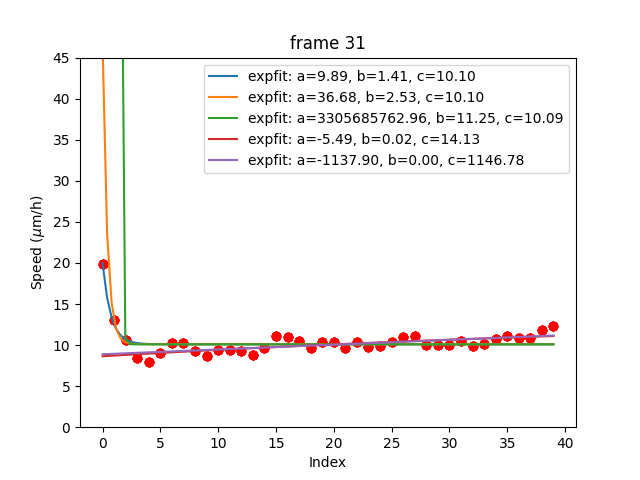 frame 31
expfit: a=9.89, b=1.41, c=10.10
expfit: a=36.68, b=2.53, c=10.10
expfit: a=3305685762.96, b=11.25, c=10.09
expfit: a=-5.49, b=0.02, c=14.13
expfit: a=-1137.90, b=0.00, c=1146.78
Speed (μm/h)
45
40
35
30
25
20
15
10
5
0
0 5 10 15 20 25 30 35 40
Index